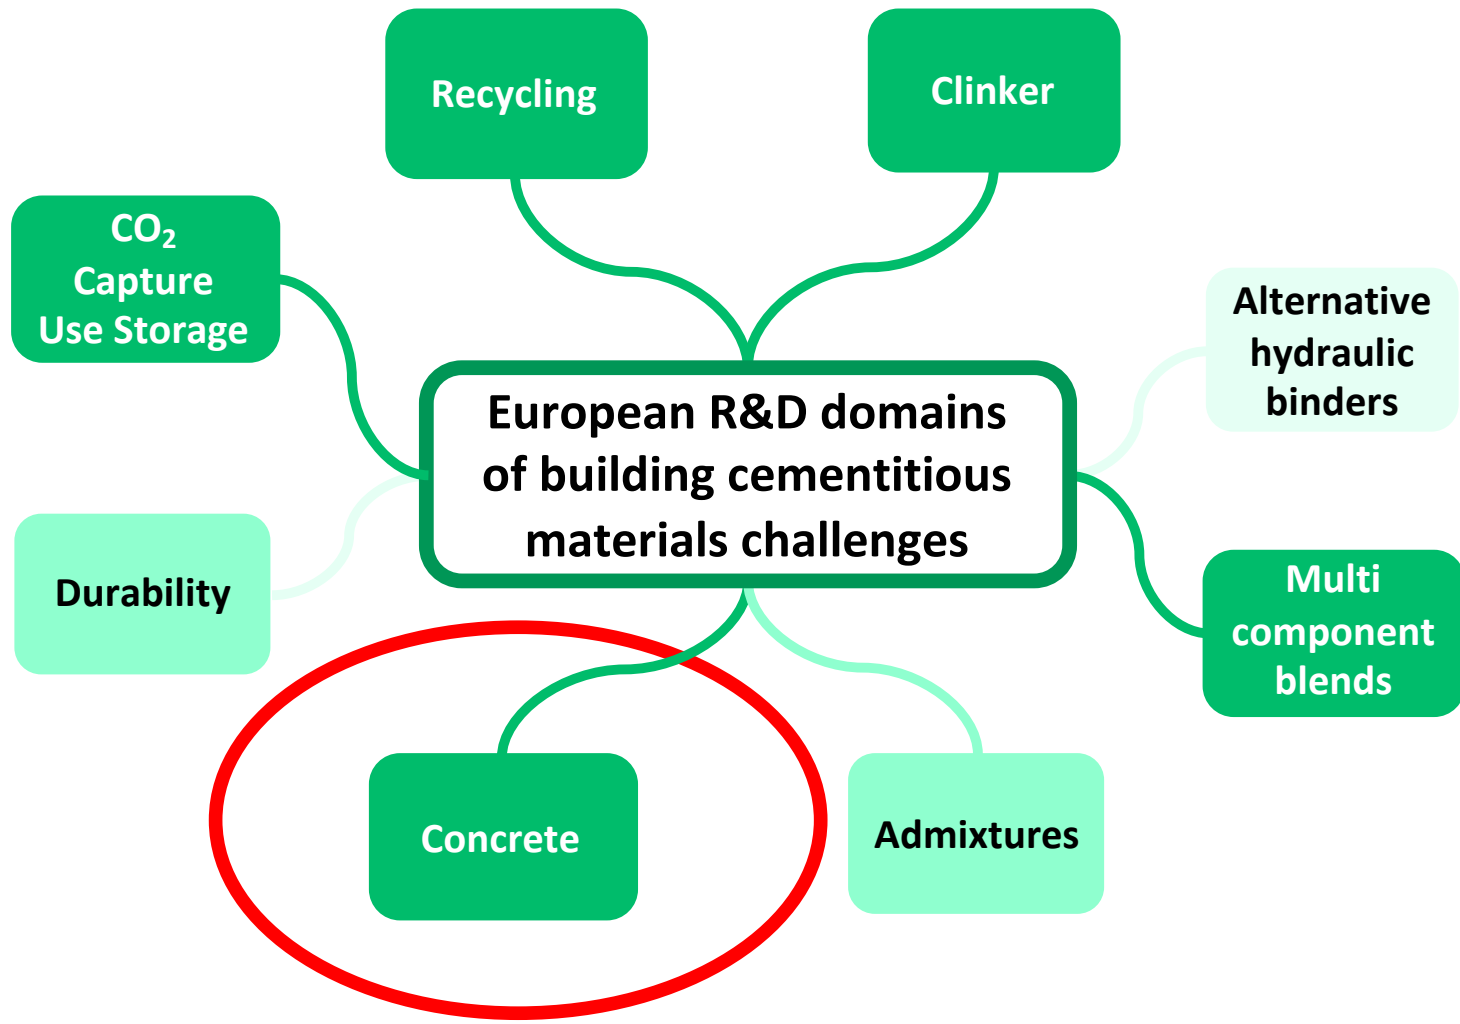 Recycling
Clinker
CO₂
Capture
Use Storage
Alternative
hydraulic
binders
European R&D domains
of building cementitious
materials challenges
Durability
Multi
component
blends
Concrete
Admixtures